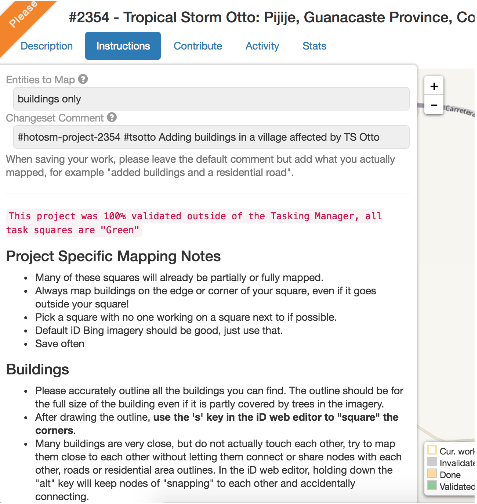 Please
#2354 - Tropical Storm Otto: Pijije, Guanacaste Province, Co
Description
Instructions
Contribute
Activity
Stats
Entities to Map
buildings only
Changeset Comment
#hotosm-project-2354 #tsotto Adding buildings in a village affected by TS Otto
When saving your work, please leave the default comment but add what you actually
mapped, for example "added buildings and a residential road".
This project was 100% validated outside of the Tasking Manager, all
task squares are "Green"
Project Specific Mapping Notes
• Many of these squares will already be partially or fully mapped.
• Always map buildings on the edge or corner of your square, even if it goes
outside your square!
• Pick a square with no one working on a square next to if possible.
• Default iD Bing imagery should be good, just use that.
• Save often
Buildings
• Please accurately outline all the buildings you can find. The outline should be for
the full size of the building even if it is partly covered by trees in the imagery.
• After drawing the outline, use the 's' key in the iD web editor to "square" the
corners.
• Many buildings are very close, but do not actually touch each other, try to map
them close to each other without letting them connect or share nodes with each
other, roads or residential area outlines. In the iD web editor, holding down the
"alt" key will keep nodes of "snapping" to each other and accidentally
connecting.
+
−
Carretera
Cur. work
Invalidate
Done
Validated